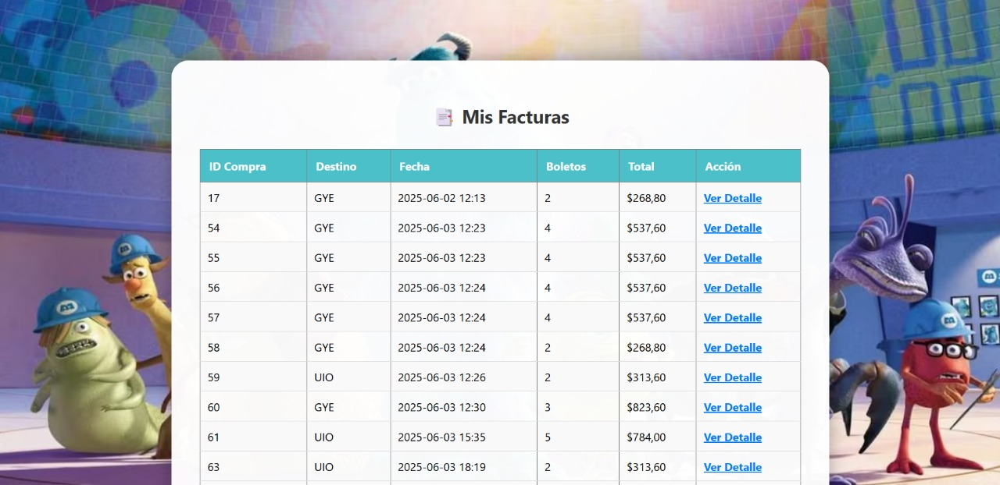 Mis Facturas
ID Compra Destino Fecha Boletos Total Acción
17 GYE 2025-06-02 12:13 2 $268,80 Ver Detalle
54 GYE 2025-06-03 12:23 4 $537,60 Ver Detalle
55 GYE 2025-06-03 12:23 4 $537,60 Ver Detalle
56 GYE 2025-06-03 12:24 4 $537,60 Ver Detalle
57 GYE 2025-06-03 12:24 4 $537,60 Ver Detalle
58 GYE 2025-06-03 12:24 2 $268,80 Ver Detalle
59 UIO 2025-06-03 12:26 2 $313,60 Ver Detalle
60 GYE 2025-06-03 12:30 3 $823,60 Ver Detalle
61 UIO 2025-06-03 15:35 5 $784,00 Ver Detalle
63 UIO 2025-06-03 18:19 2 $313,60 Ver Detalle